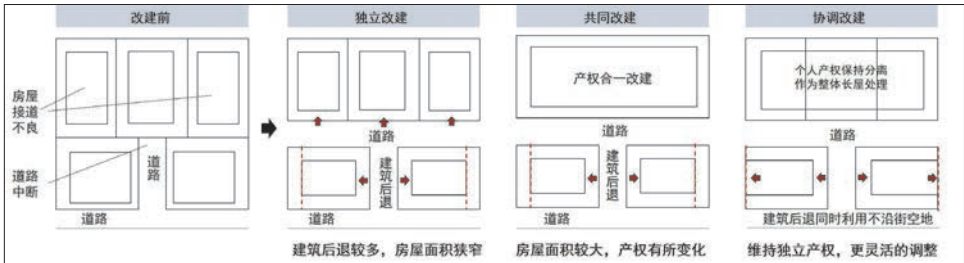 改建前
独立改建
共同改建
协调改建
房屋
接道
不良
道路
中断
道路
道路
道路
建筑后退
道路
建筑后退较多，房屋面积狭窄
产权合一改建
道路
建筑后退
道路
房屋面积较大，产权有所变化
个人产权保持分离
作为整体长屋处理
道路
建筑后退同时利用不沿街空地
维持独立产权，更灵活的调整